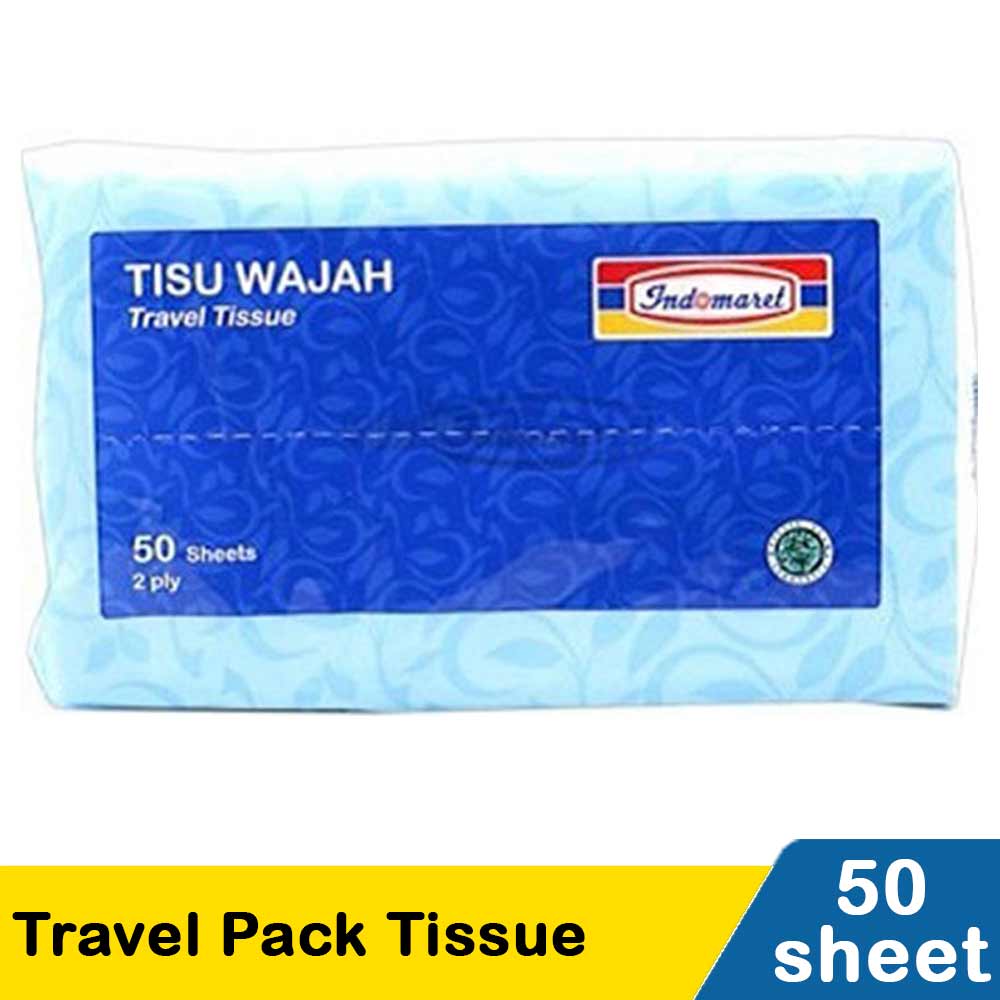 TISU WAJAH
Travel Tissue
Indomaret
50 Sheets
2 ply
Travel Pack Tissue
50
sheet